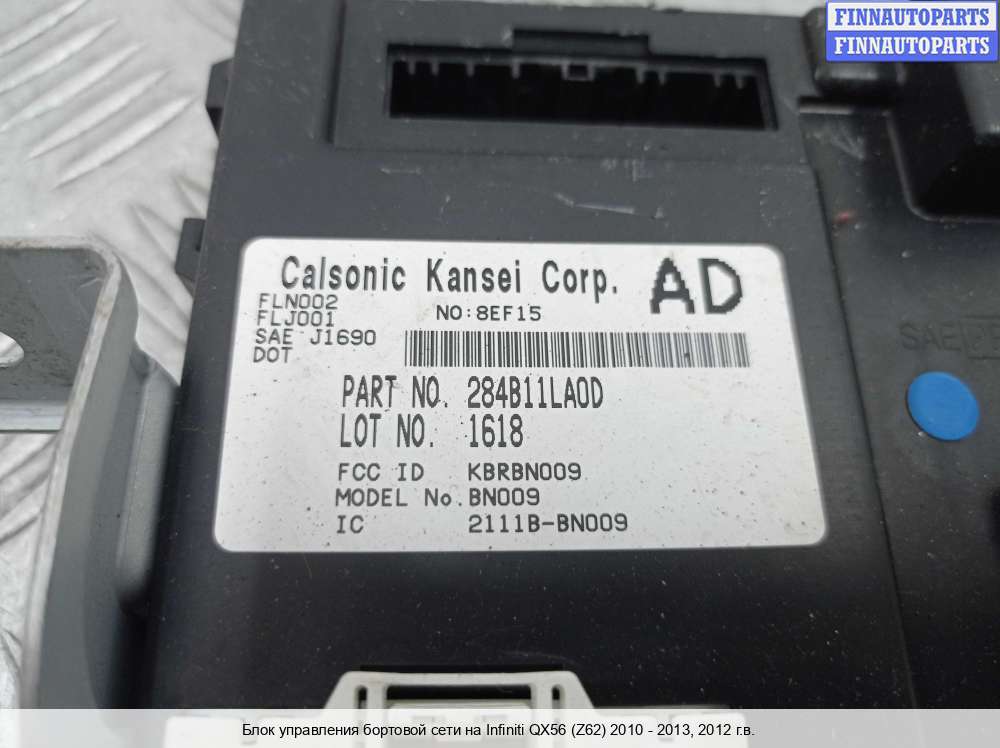 FINNAUTOPARTS
FINNAUTOPARTS
Calsonic Kansei Corp. AD
FLN002
FLJ001
NO:8EF15
SAE J1690
DOT
PART NO. 284B11LA0D
LOT NO. 1618
FCC ID KBRBN009
MODEL No. BN009
IC 2111B-BN009
SAE
Блок управления бортовой сети на Infiniti QX56 (Z62) 2010 - 2013, 2012 г.в.